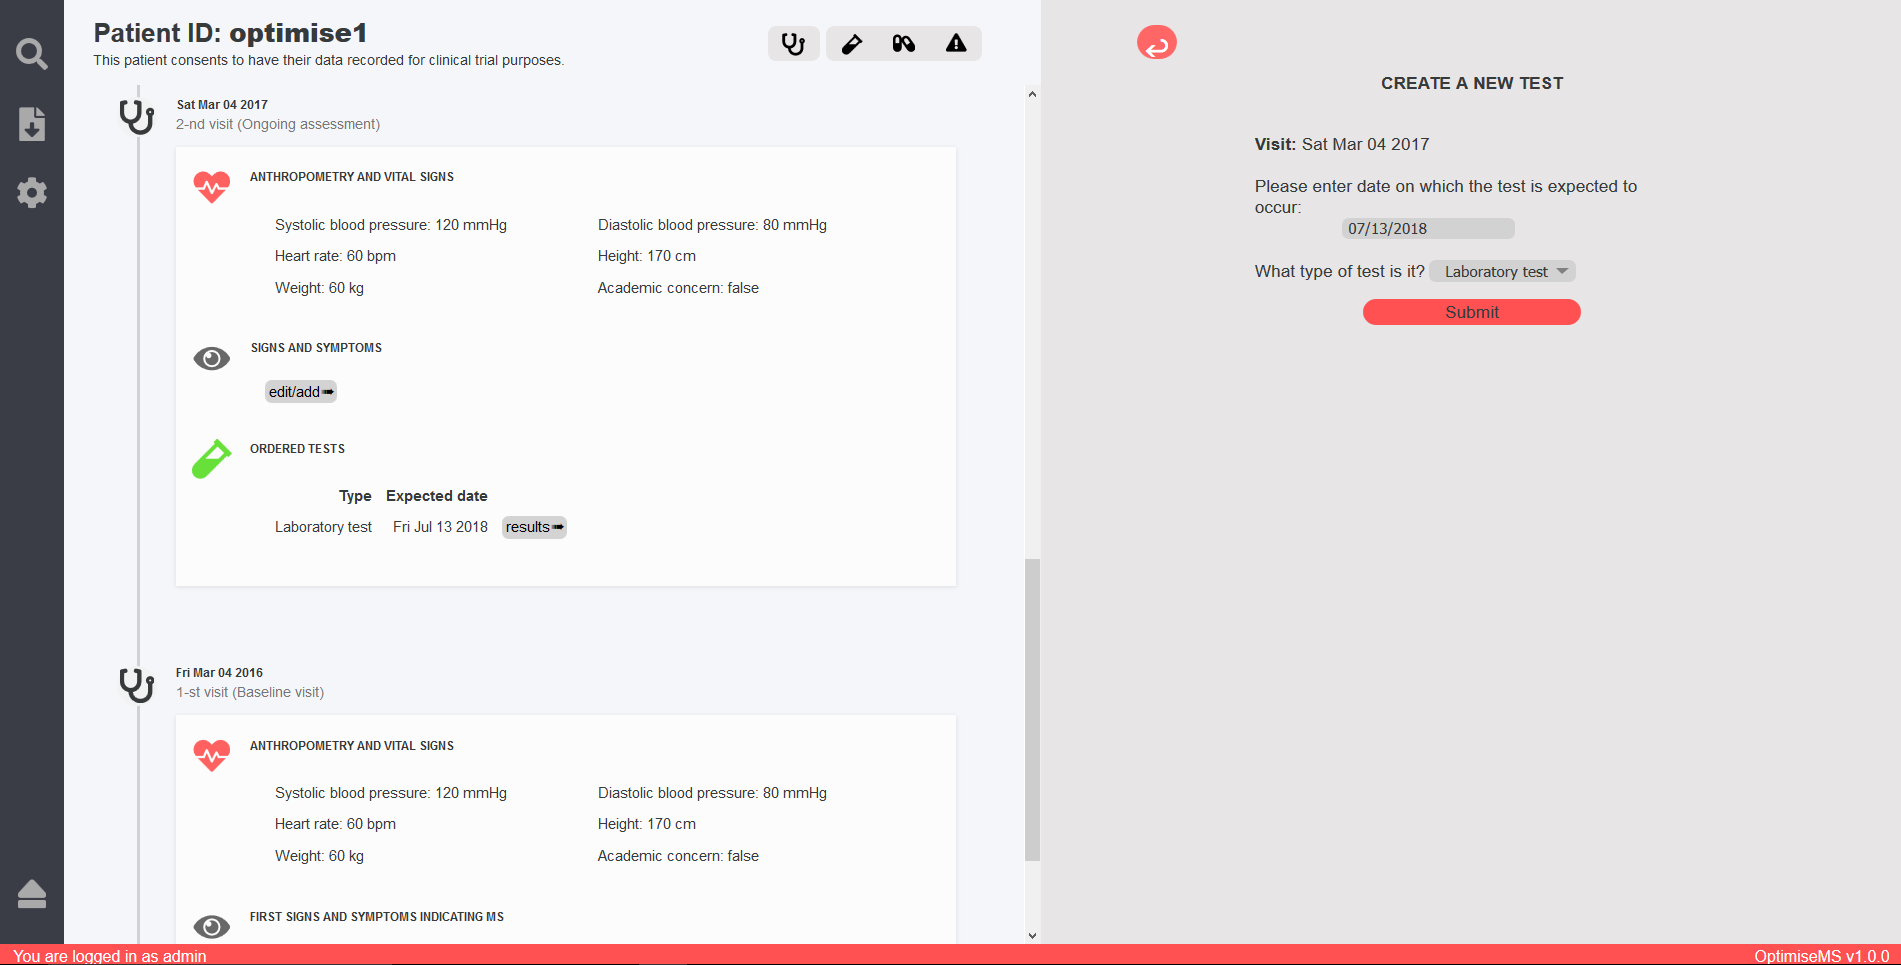 Patient ID: optimise1
This patient consents to have their data recorded for clinical trial purposes.
Sat Mar 04 2017
2-nd visit (Ongoing assessment)
ANTHROPOMETRY AND VITAL SIGNS
Systolic blood pressure: 120 mmHg Diastolic blood pressure: 80 mmHg
Heart rate: 60 bpm Height: 170 cm
Weight: 60 kg Academic concern: false
SIGNS AND SYMPTOMS
edit/add➠
ORDERED TESTS
Type Expected date
Laboratory test Fri Jul 13 2018 results➠
Fri Mar 04 2016
1-st visit (Baseline visit)
ANTHROPOMETRY AND VITAL SIGNS
Systolic blood pressure: 120 mmHg Diastolic blood pressure: 80 mmHg
Heart rate: 60 bpm Height: 170 cm
Weight: 60 kg Academic concern: false
FIRST SIGNS AND SYMPTOMS INDICATING MS
CREATE A NEW TEST
Visit: Sat Mar 04 2017
Please enter date on which the test is expected to
occur:
07/13/2018
What type of test is it? Laboratory test
Submit
You are logged in as admin
OptimiseMS v1.0.0